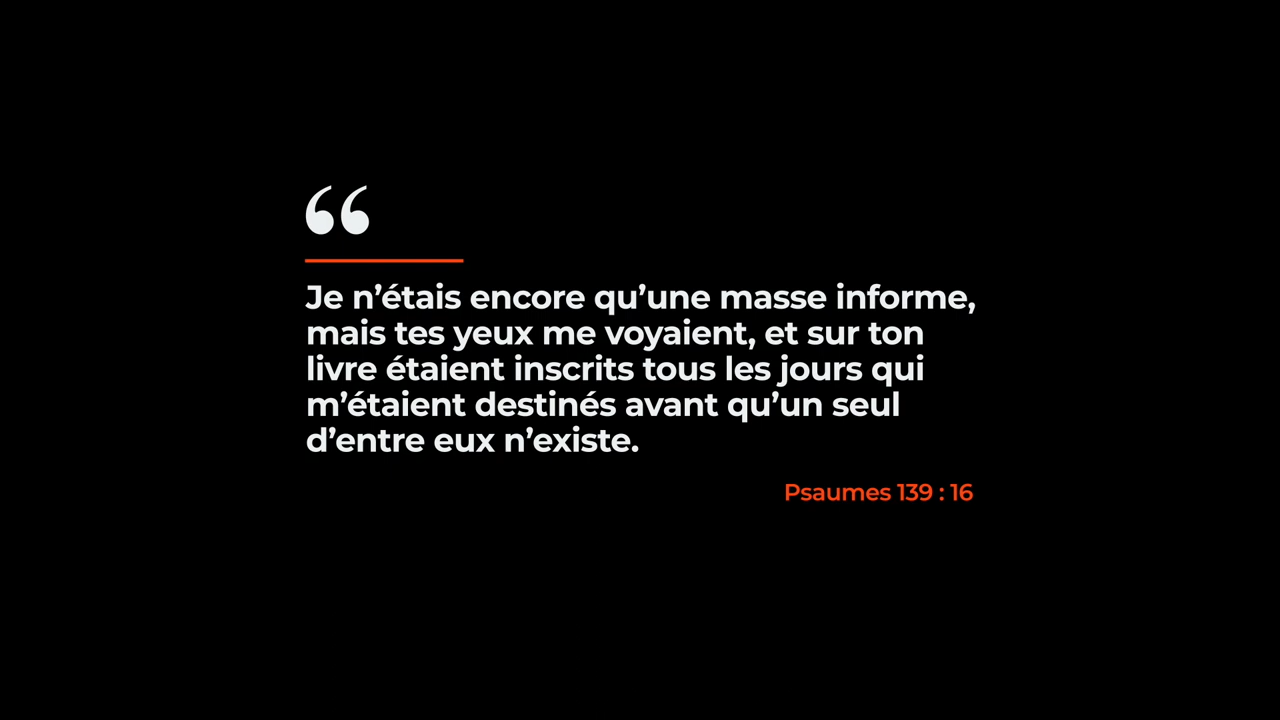 “
Je n’étais encore qu’une masse informe,
mais tes yeux me voyaient, et sur ton
livre étaient inscrits tous les jours qui
m’étaient destinés avant qu’un seul
d’entre eux n’existe.
Psaumes 139 : 16